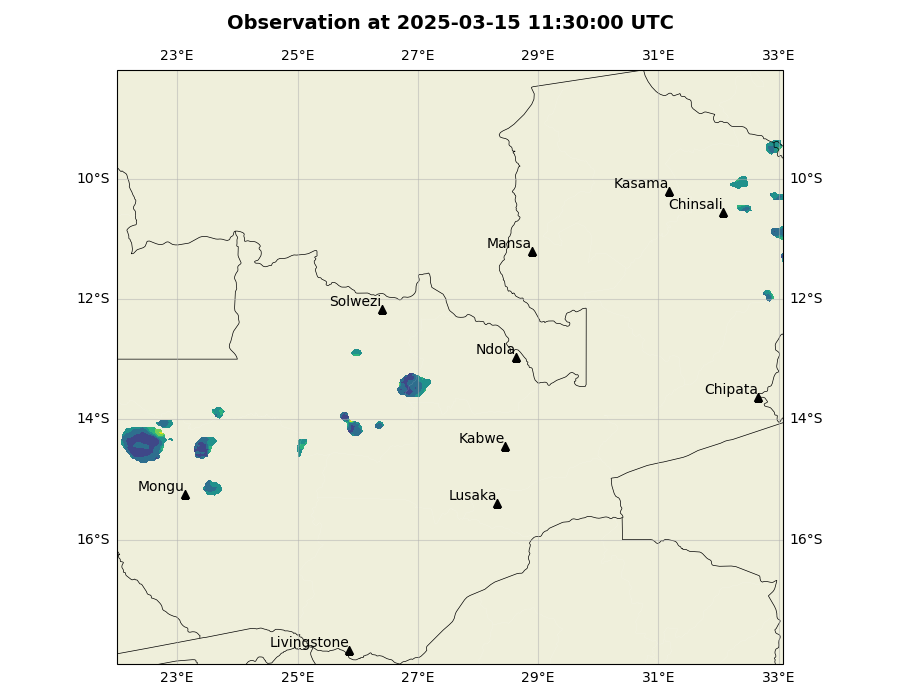 Observation at 2025-03-15 11:30:00 UTC
23°E 25°E 27°E 29°E 31°E 33°E
10°S 10°S
Kasama
Chinsali
Mansa
12°S 12°S
Solwezi
Ndola
Chipata
14°S 14°S
Kabwe
Mongu
Lusaka
16°S 16°S
Livingstone
23°E 25°E 27°E 29°E 31°E 33°E